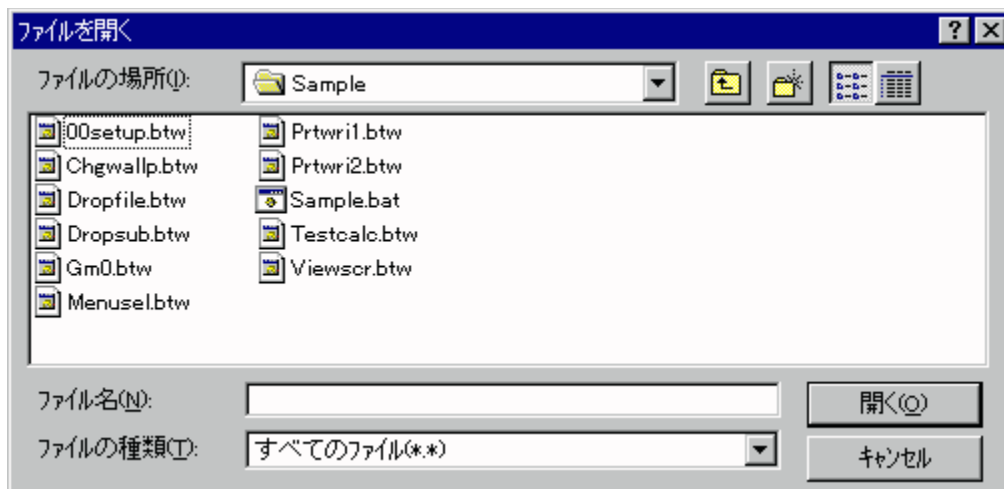 ファイルを開く
ファイルの場所(I):
Sample
00setup.btw
Chgwallp.btw
Dropfile.btw
Dropsub.btw
Gm0.btw
Menusel.btw
Prtwri1.btw
Prtwri2.btw
Sample.bat
Testcalc.btw
Viewscr.btw
ファイル名(N):
開く(O)
ファイルの種類(T):
すべてのファイル(*.*)
キャンセル